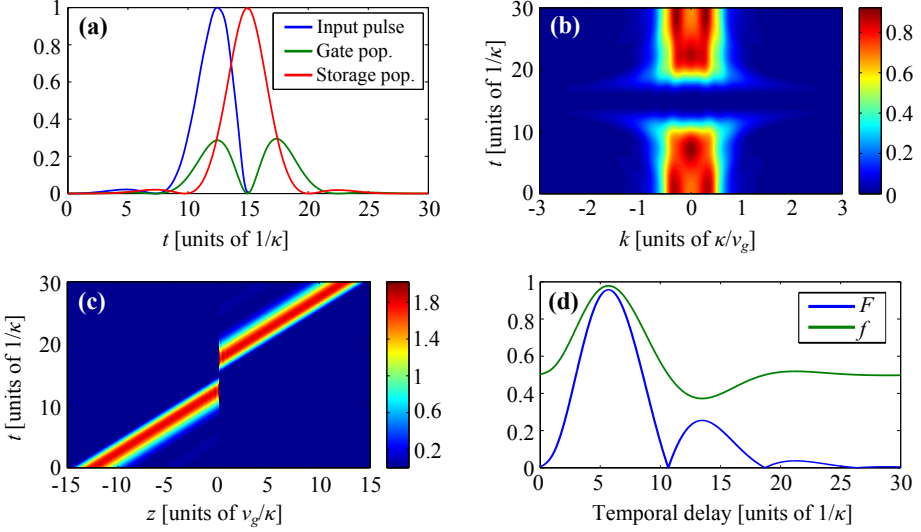 (a)
Input pulse
Gate pop.
Storage pop.
1
0.8
0.6
0.4
0.2
0
0 5 10 15 20 25 30
t [units of 1/κ]
(b)
t [units of 1/κ]
30
20
10
0
-3 -2 -1 0 1 2 3
k [units of κ/vg]
0.8
0.6
0.4
0.2
0
(c)
t [units of 1/κ]
30
20
10
0
-15 -10 -5 0 5 10 15
z [units of vg/κ]
1.8
1.4
1
0.6
0.2
(d)
F
f
1
0.8
0.6
0.4
0.2
0
0 5 10 15 20 25 30
Temporal delay [units of 1/κ]